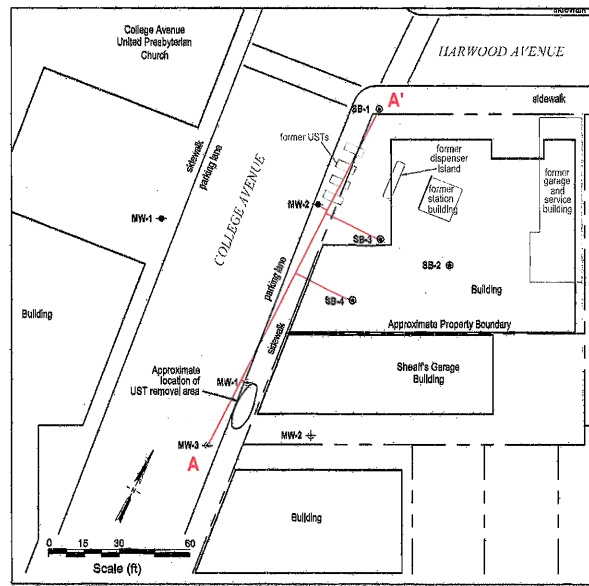 sidewalk
College Avenue
United Presbyterian
Church
HARWOOD AVENUE
SB-1
A'
sidewalk
former USTs
former
dispenser
island
former
garage
and
service
building
sidewalk
parking lane
COLLEGE AVENUE
former
station
building
MW-2
MW-1
SB-3
SB-2
parking lane
Building
SB-4
Building
sidewalk
Approximate Property Boundary
Approximate
location of
UST removal area
MW-1
Sheaff's Garage
Building
MW-3
MW-2
A
Building
0 15 30 60
Scale (ft)